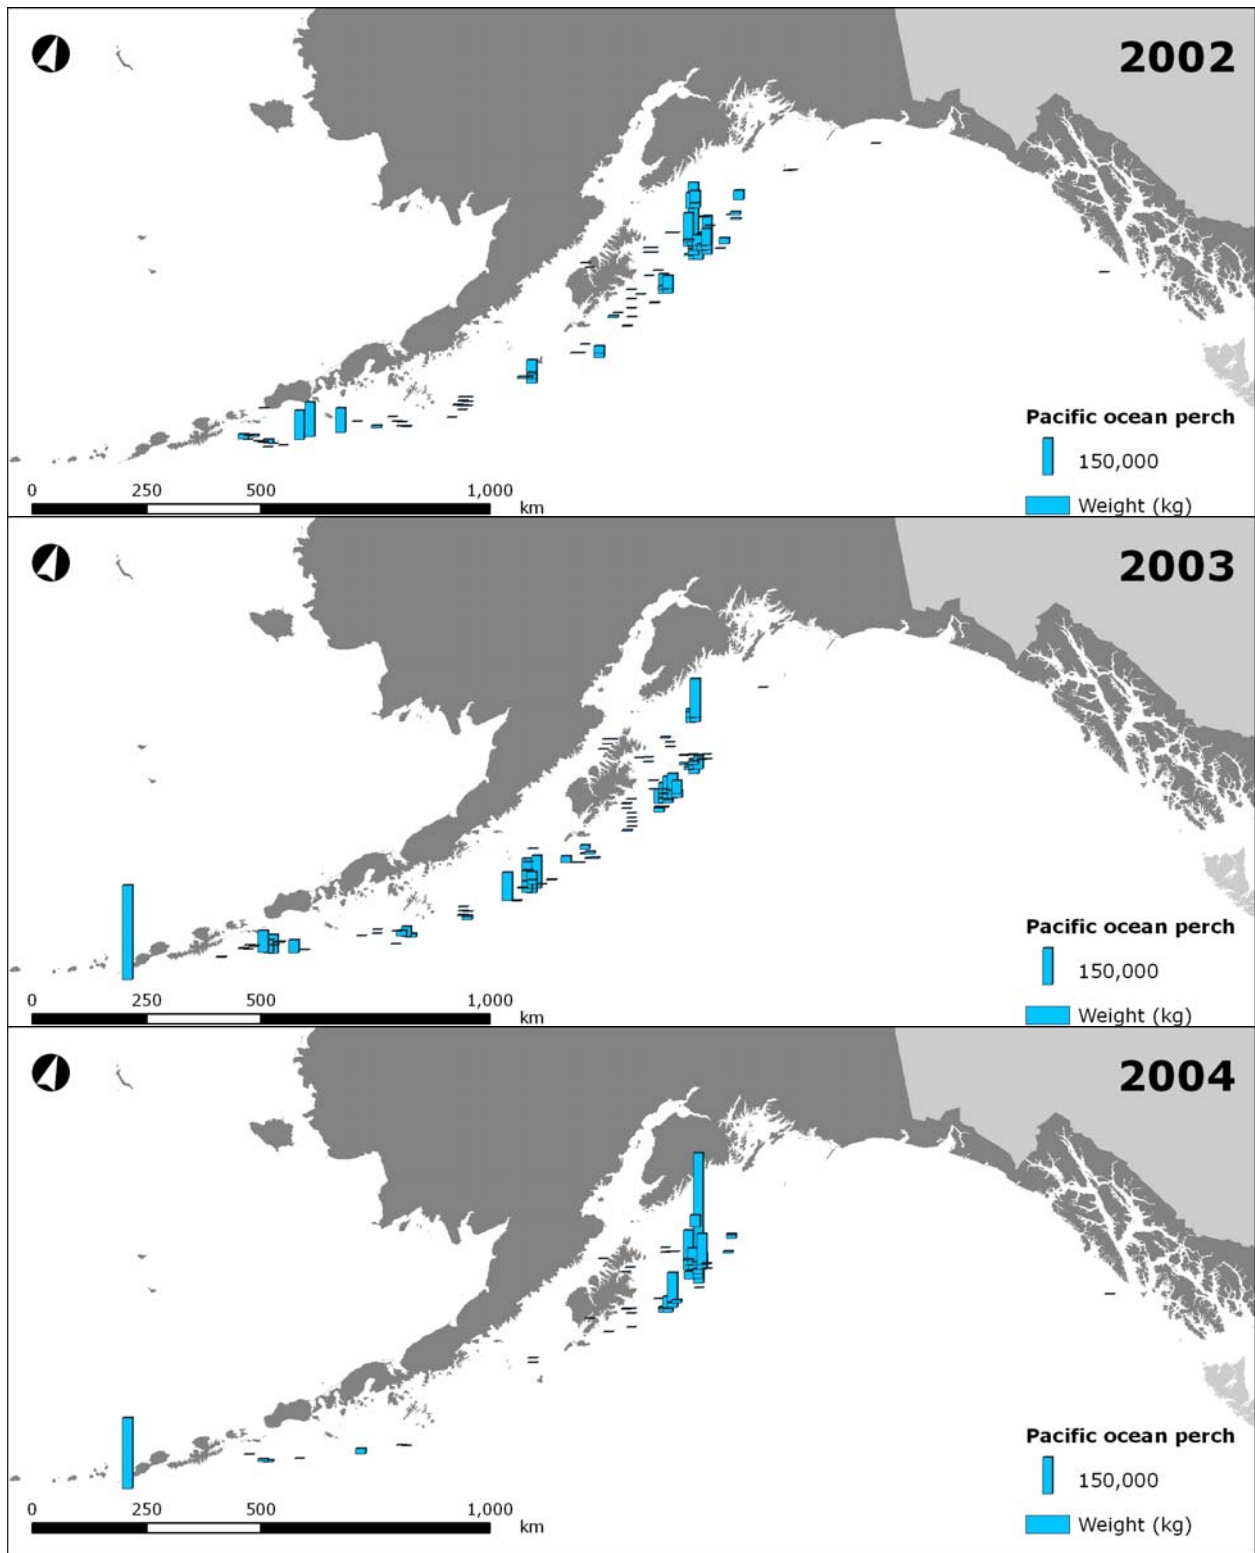 2002
Pacific ocean perch
150,000
Weight (kg)
0 250 500 1,000
km
2003
Pacific ocean perch
150,000
Weight (kg)
0 250 500 1,000
km
2004
Pacific ocean perch
150,000
Weight (kg)
0 250 500 1,000
km